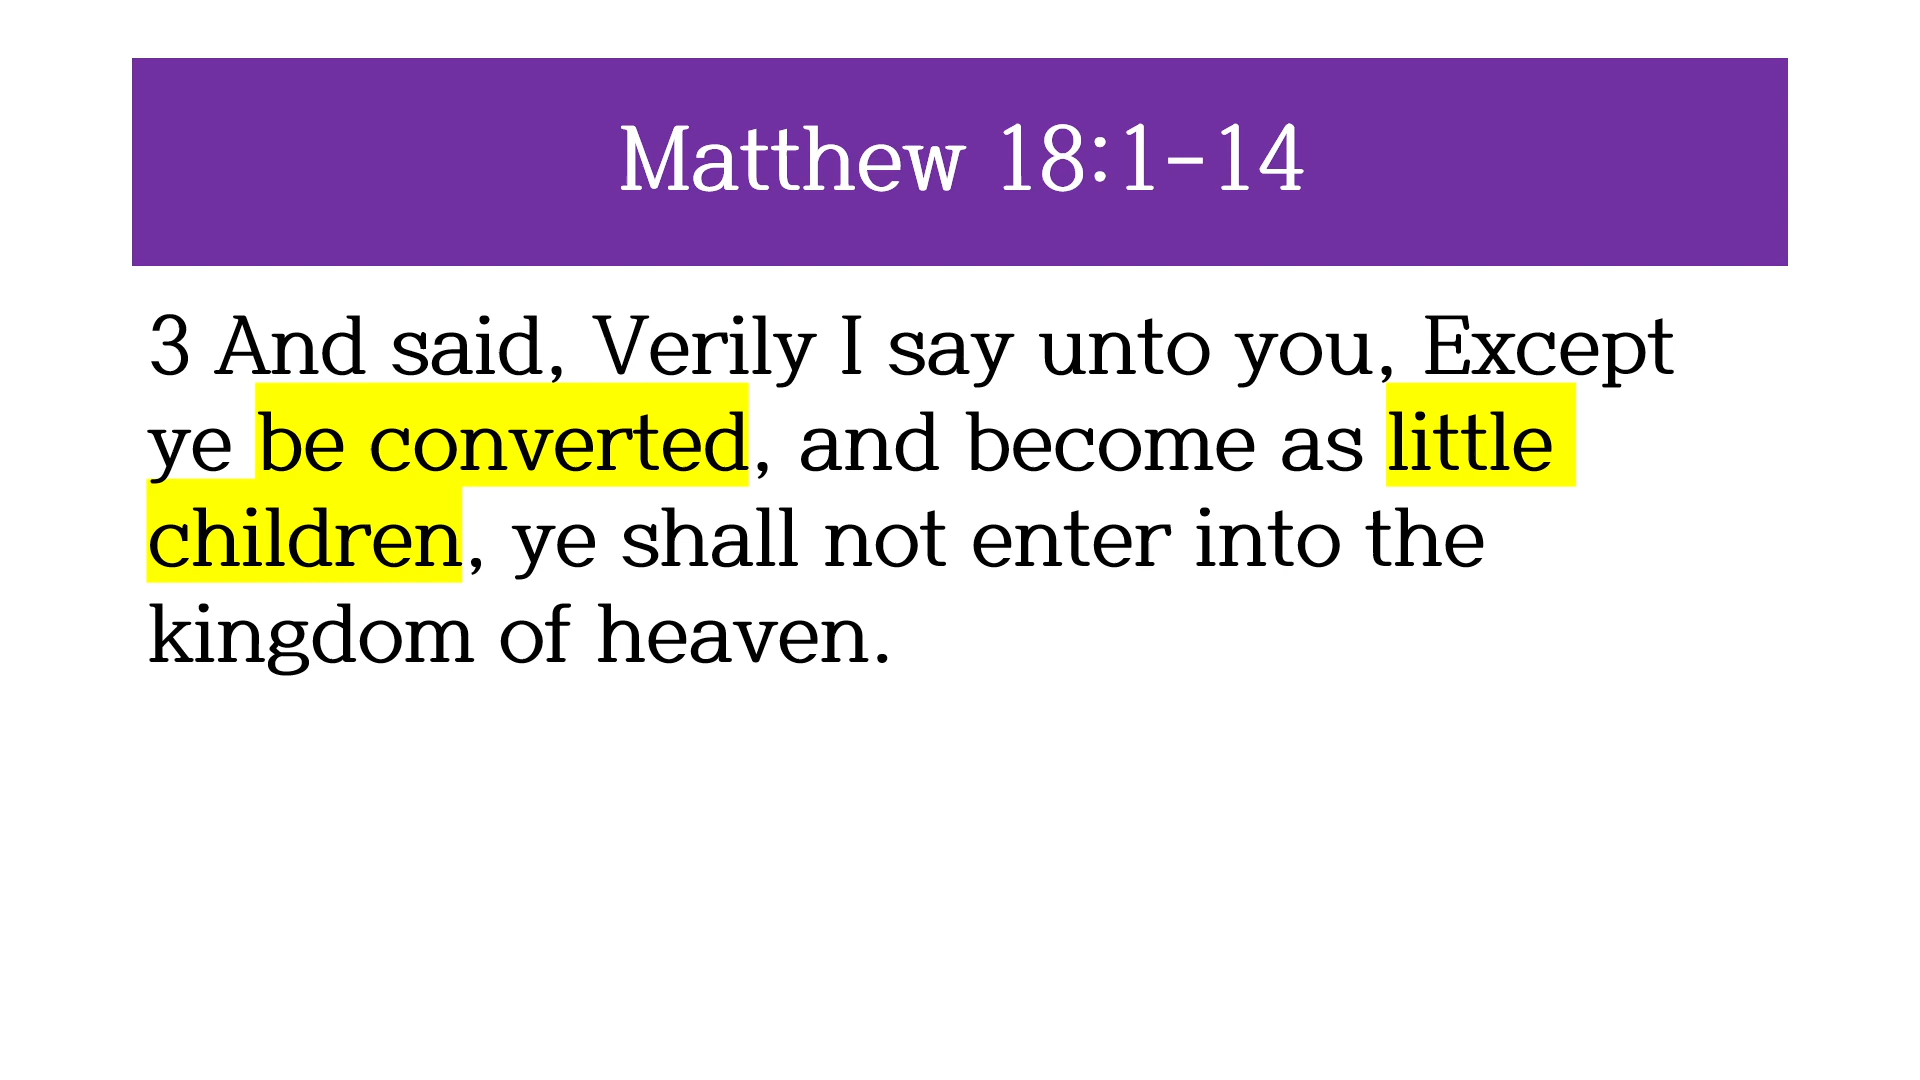 Matthew 18:1-14
3 And said, Verily I say unto you, Except
ye be converted, and become as little
children, ye shall not enter into the
kingdom of heaven.